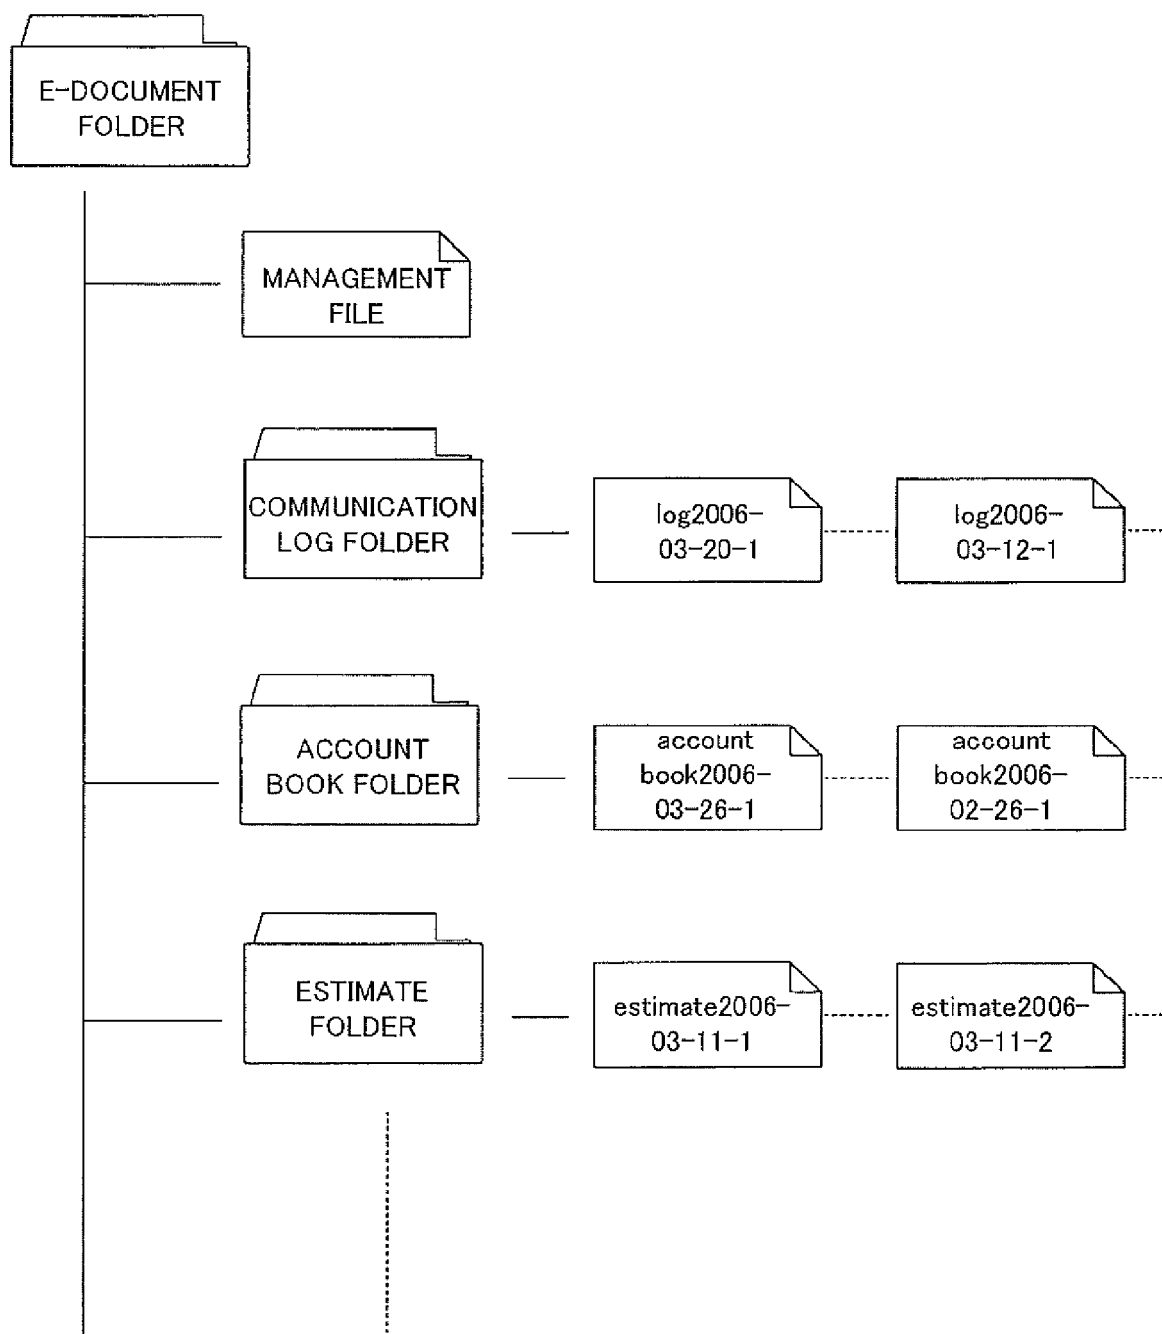 E-DOCUMENT
FOLDER
MANAGEMENT
FILE
COMMUNICATION
LOG FOLDER
log2006-
03-20-1
log2006-
03-12-1
ACCOUNT
BOOK FOLDER
account
book2006-
03-26-1
account
book2006-
02-26-1
ESTIMATE
FOLDER
estimate2006-
03-11-1
estimate2006-
03-11-2